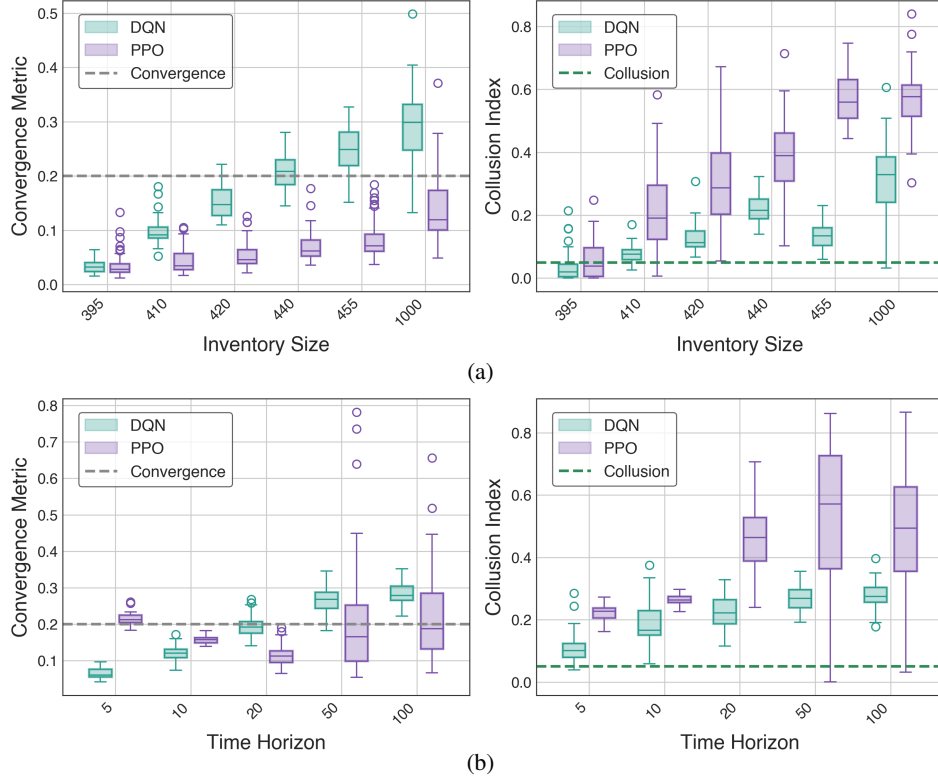 0.5
0.4
0.3
0.2
0.1
0.0
Convergence Metric
DQN
PPO
Convergence
395
410
420
440
455
1000
Inventory Size
0.8
0.6
0.4
0.2
0.0
Collusion Index
DQN
PPO
Collusion
395
410
420
440
455
1000
Inventory Size
(a)
0.8
0.7
0.6
0.5
0.4
0.3
0.2
0.1
Convergence Metric
DQN
PPO
Convergence
5
10
20
50
100
Time Horizon
0.8
0.6
0.4
0.2
0.0
Collusion Index
DQN
PPO
Collusion
5
10
20
50
100
Time Horizon
(b)